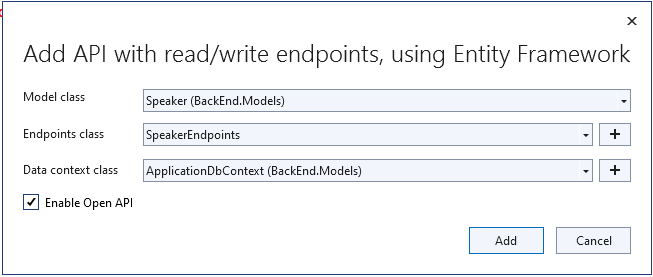 Add API with read/write endpoints, using Entity Framework
Model class
Speaker (BackEnd.Models)
Endpoints class
SpeakerEndpoints
Data context class
ApplicationDbContext (BackEnd.Models)
Enable Open API
Add
Cancel